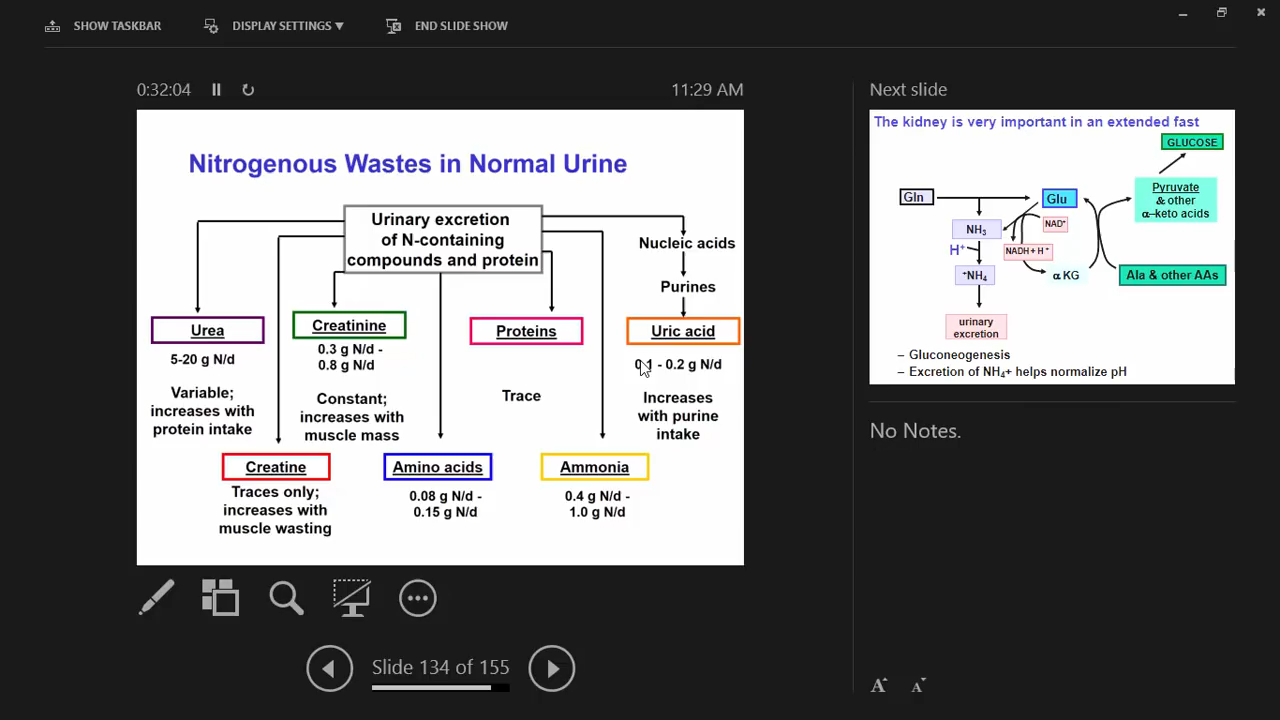 SHOW TASKBAR
DISPLAY SETTINGS ▼
END SLIDE SHOW
0:32:04
11:29 AM
Nitrogenous Wastes in Normal Urine
Urinary excretion
of N-containing
compounds and protein
Nucleic acids
Purines
Urea
5-20 g N/d
Variable;
increases with
protein intake
Creatinine
0.3 g N/d -
0.8 g N/d
Constant;
increases with
muscle mass
Proteins
Trace
Uric acid
0.1 - 0.2 g N/d
Increases
with purine
intake
Creatine
Traces only;
increases with
muscle wasting
Amino acids
0.08 g N/d -
0.15 g N/d
Ammonia
0.4 g N/d -
1.0 g N/d
Slide 134 of 155
Next slide
The kidney is very important in an extended fast
GLUCOSE
Pyruvate
& other
α–keto acids
Gln
Glu
NAD⁺
NH₃
NADH + H⁺
H⁺
⁺NH₄
α KG
Ala & other AAs
urinary
excretion
– Gluconeogenesis
– Excretion of NH₄+ helps normalize pH
No Notes.
A
A